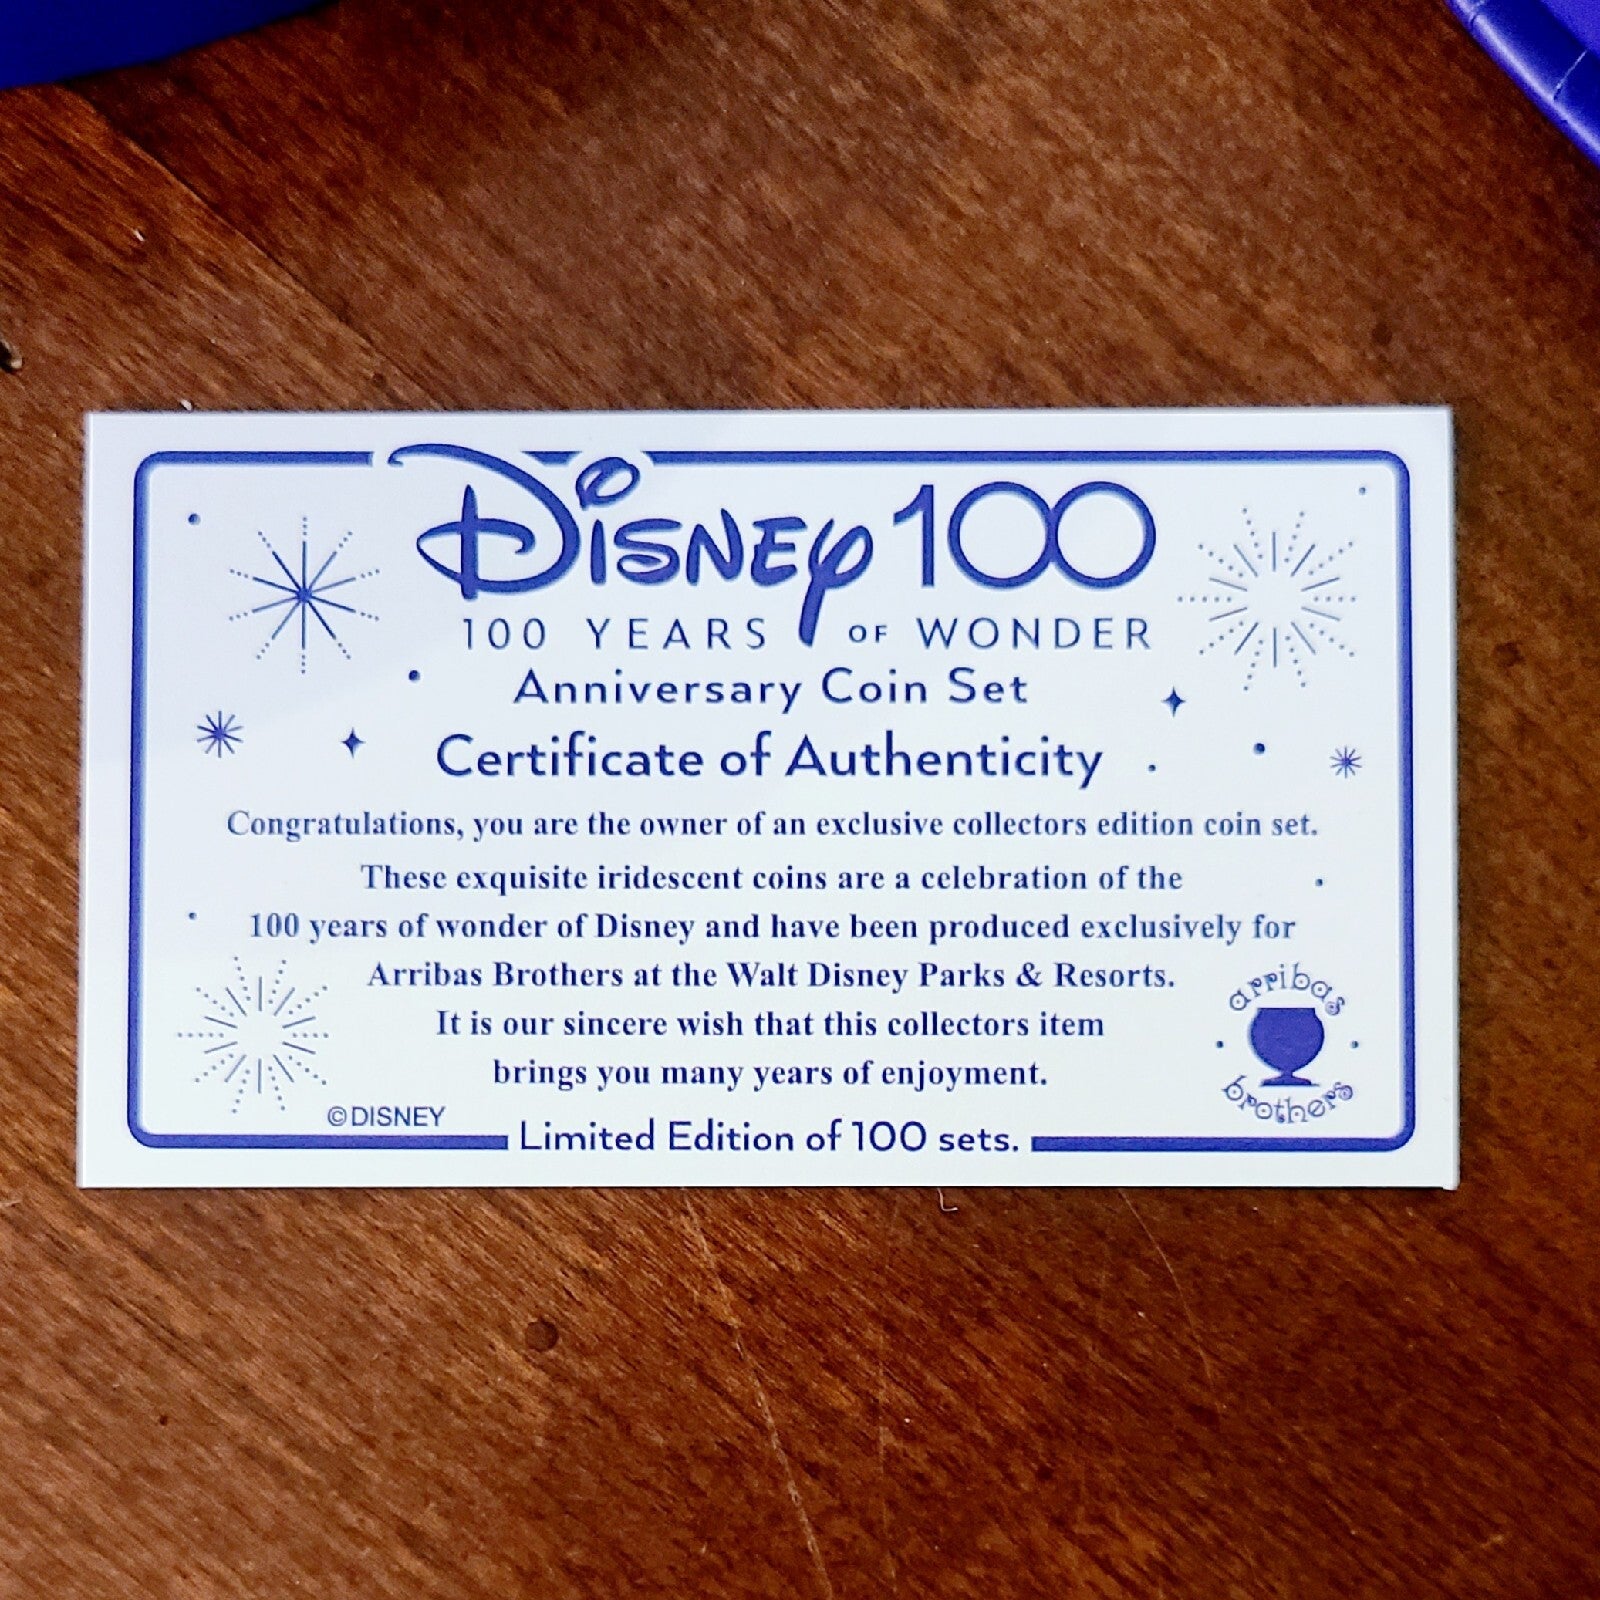 Disney 100
100 YEARS OF WONDER
Anniversary Coin Set
Certificate of Authenticity
Congratulations, you are the owner of an exclusive collectors edition coin set.
These exquisite iridescent coins are a celebration of the
100 years of wonder of Disney and have been produced exclusively for
Arribas Brothers at the Walt Disney Parks & Resorts.
It is our sincere wish that this collectors item
brings you many years of enjoyment.
arribas
brothers
©DISNEY
Limited Edition of 100 sets.